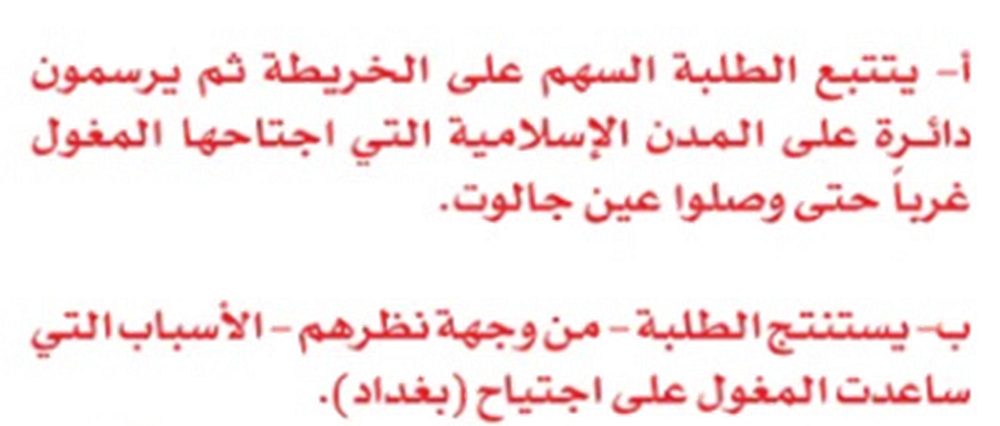 أ- يتتبع الطلبة السهم على الخريطة ثم يرسمون
دائرة على المدن الإسلامية التي اجتاحها المغول
غرباً حتى وصلوا عين جالوت.
ب- يستنتج الطلبة - من وجهة نظرهم - الأسباب التي
ساعدت المغول على اجتياح (بغداد).